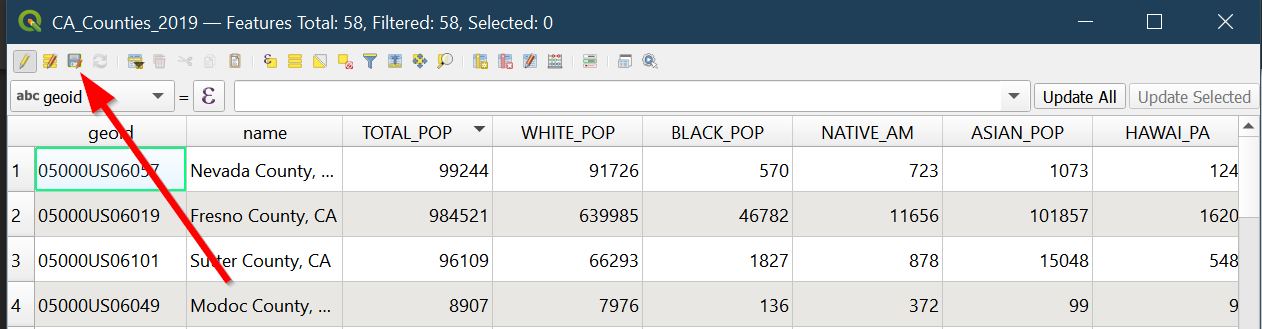 CA_Counties_2019 — Features Total: 58, Filtered: 58, Selected: 0
abc geoid = ε Update All Update Selected
geoid name TOTAL_POP WHITE_POP BLACK_POP NATIVE_AM ASIAN_POP HAWAI_PA
1 05000US06057 Nevada County, ... 99244 91726 570 723 1073 124
2 05000US06019 Fresno County, CA 984521 639985 46782 11656 101857 1620
3 05000US06101 Sutter County, CA 96109 66293 1827 878 15048 548
4 05000US06049 Modoc County, ... 8907 7976 136 372 99 9